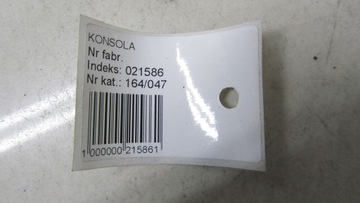 KONSOLA
Nr fabr.
Indeks: 021586
Nr kat.: 164/047
1 000000 215861